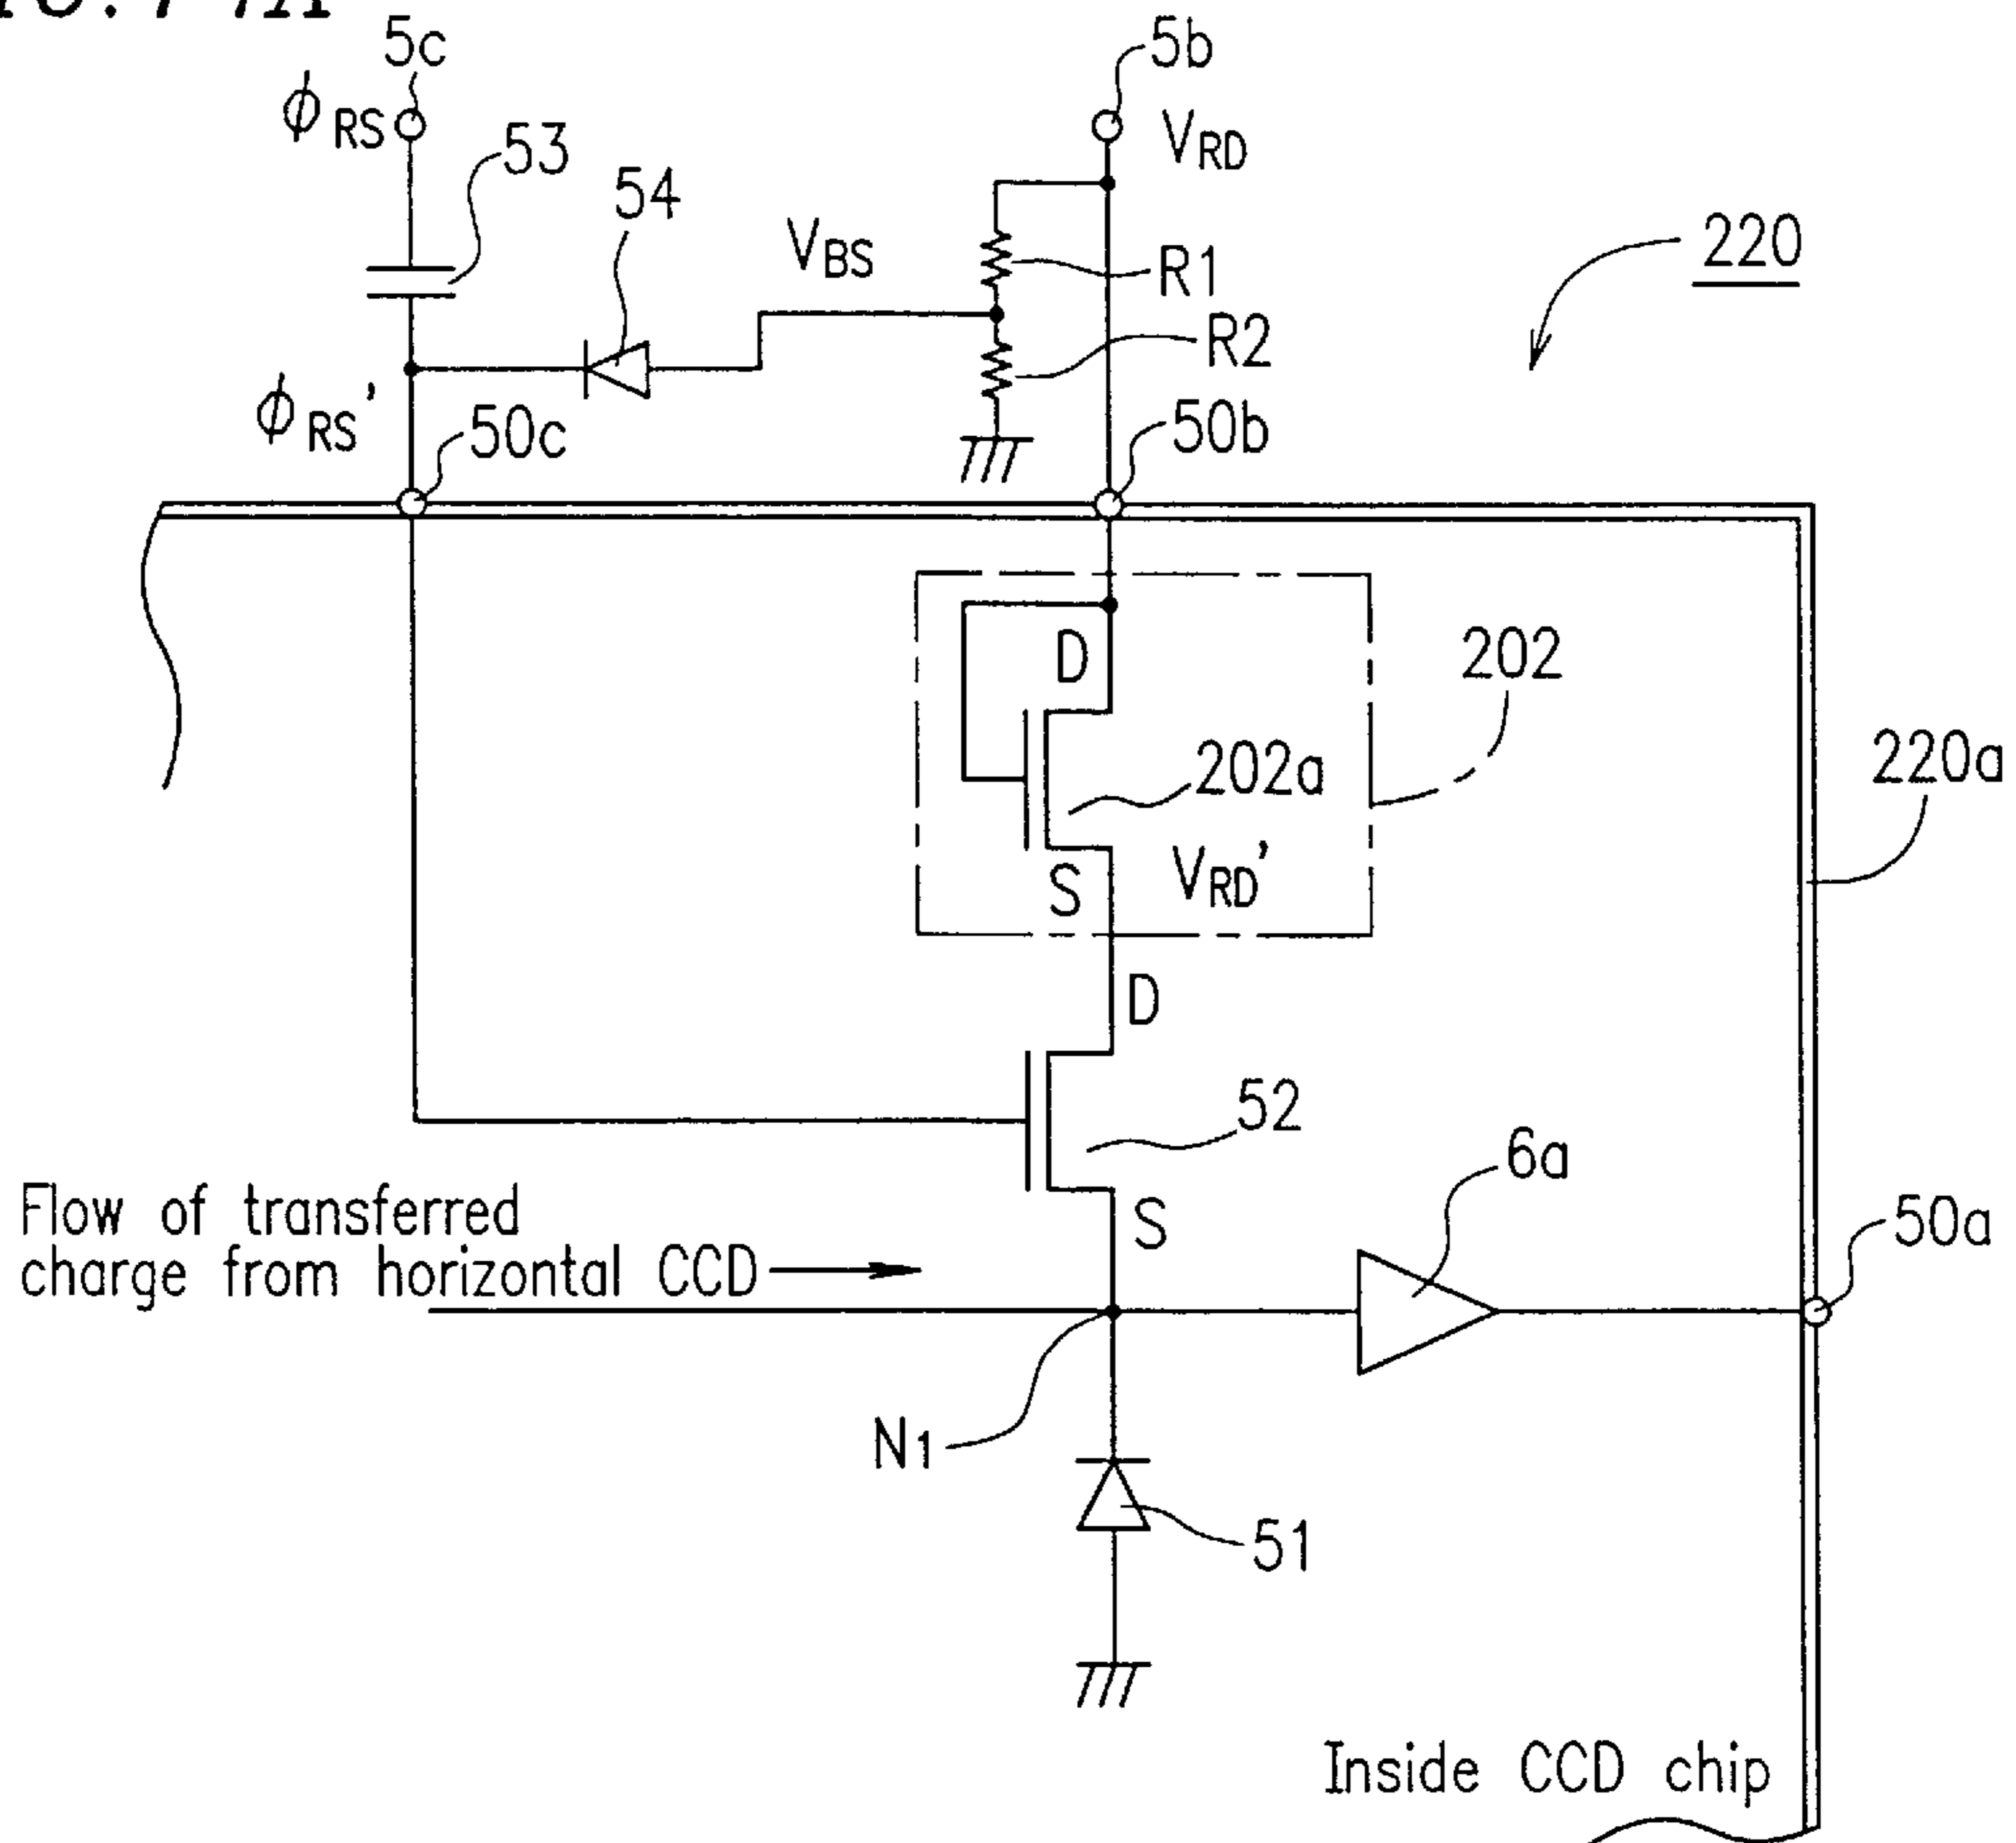 5c
5b
ϕRS
VRD
53
54
VBS
220
R1
R2
ϕRS'
50c
50b
D
202
202a
220a
S
VRD'
D
52
6a
Flow of transferred
charge from horizontal CCD
S
50a
N1
51
Inside CCD chip